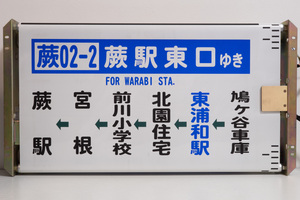 蕨02-2 蕨駅東口ゆき
FOR WARABI STA.
鳩ヶ谷車庫
←
東浦和駅
←
北園住宅
←
前川小学校
←
宮根
←
蕨駅